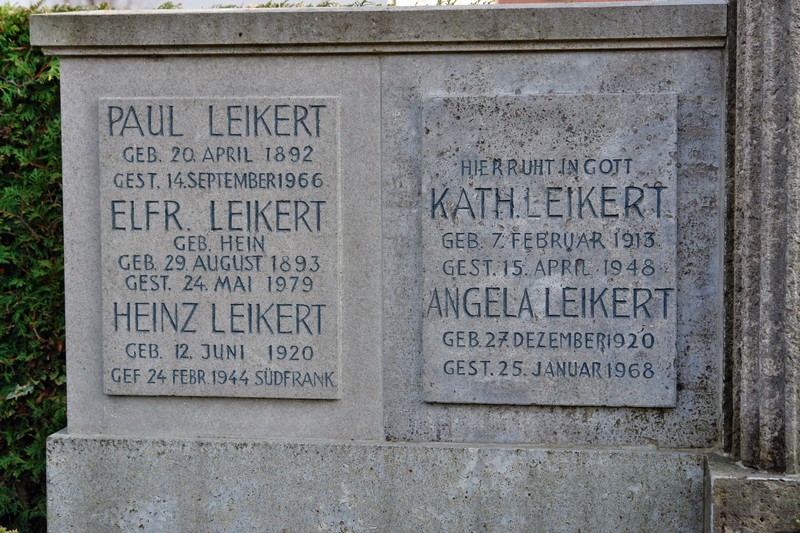 PAUL LEIKERT
GEB. 20. APRIL 1892
GEST. 14. SEPTEMBER 1966
ELFR. LEIKERT
GEB. HEIN
GEB. 29. AUGUST 1893
GEST. 24. MAI 1979
HEINZ LEIKERT
GEB. 12. JUNI 1920
GEF 24 FEBR. 1944 SÜDFRANK.
HIER RUHT IN GOTT
KATH. LEIKERT
GEB. 7. FEBRUAR 1913
GEST. 15. APRIL 1948
ANGELA LEIKERT
GEB. 27. DEZEMBER 1920
GEST. 25. JANUAR 1968